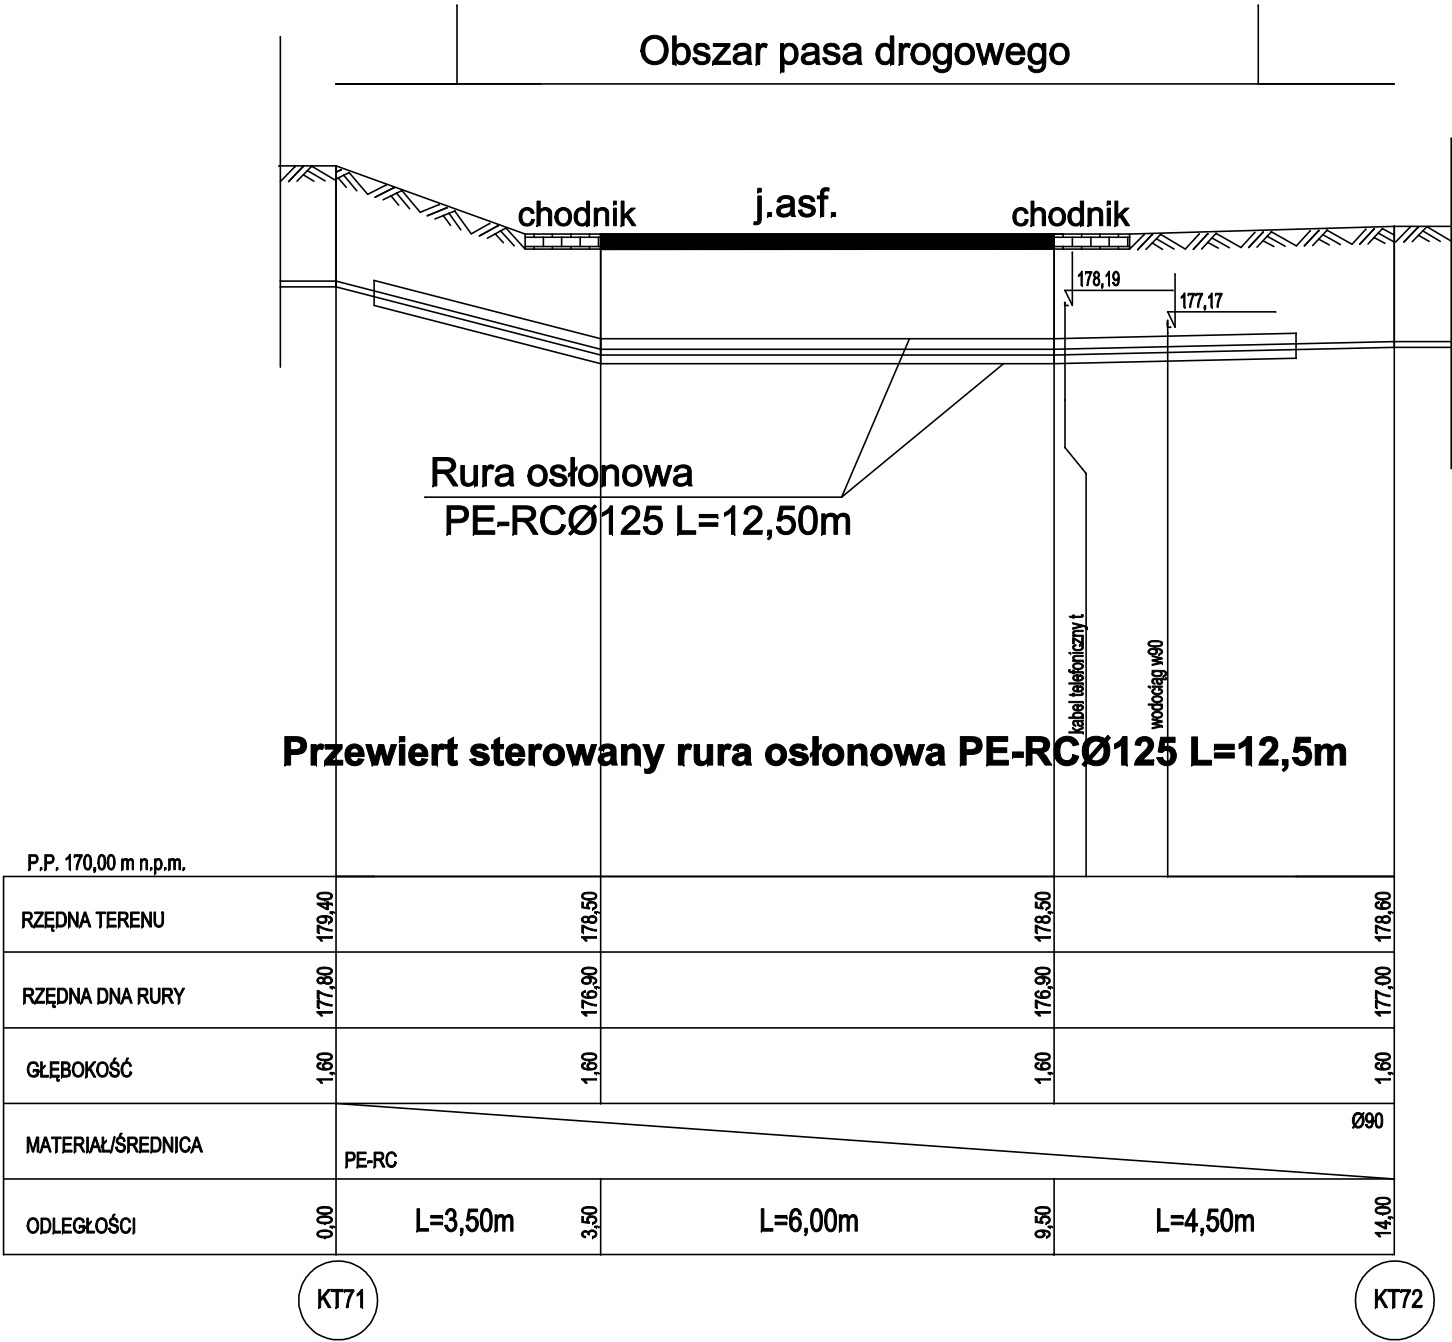 Obszar pasa drogowego
chodnik
j.asf.
chodnik
178,19
177,17
Rura osłonowa
PE-RCØ125 L=12,50m
kabel telefoniczny t
wodociąg w90
Przewiert sterowany rura osłonowa PE-RCØ125 L=12,5m
P.P. 170,00 m n.p.m.
RZĘDNA TERENU 179,40 178,50 178,50 178,60
RZĘDNA DNA RURY 177,80 176,90 176,90 177,00
GŁĘBOKOŚĆ 1,60 1,60 1,60 1,60
MATERIAŁ/ŚREDNICA PE-RC Ø90
ODLEGŁOŚCI 0,00 L=3,50m 3,50 L=6,00m 9,50 L=4,50m 14,00
KT71 KT72